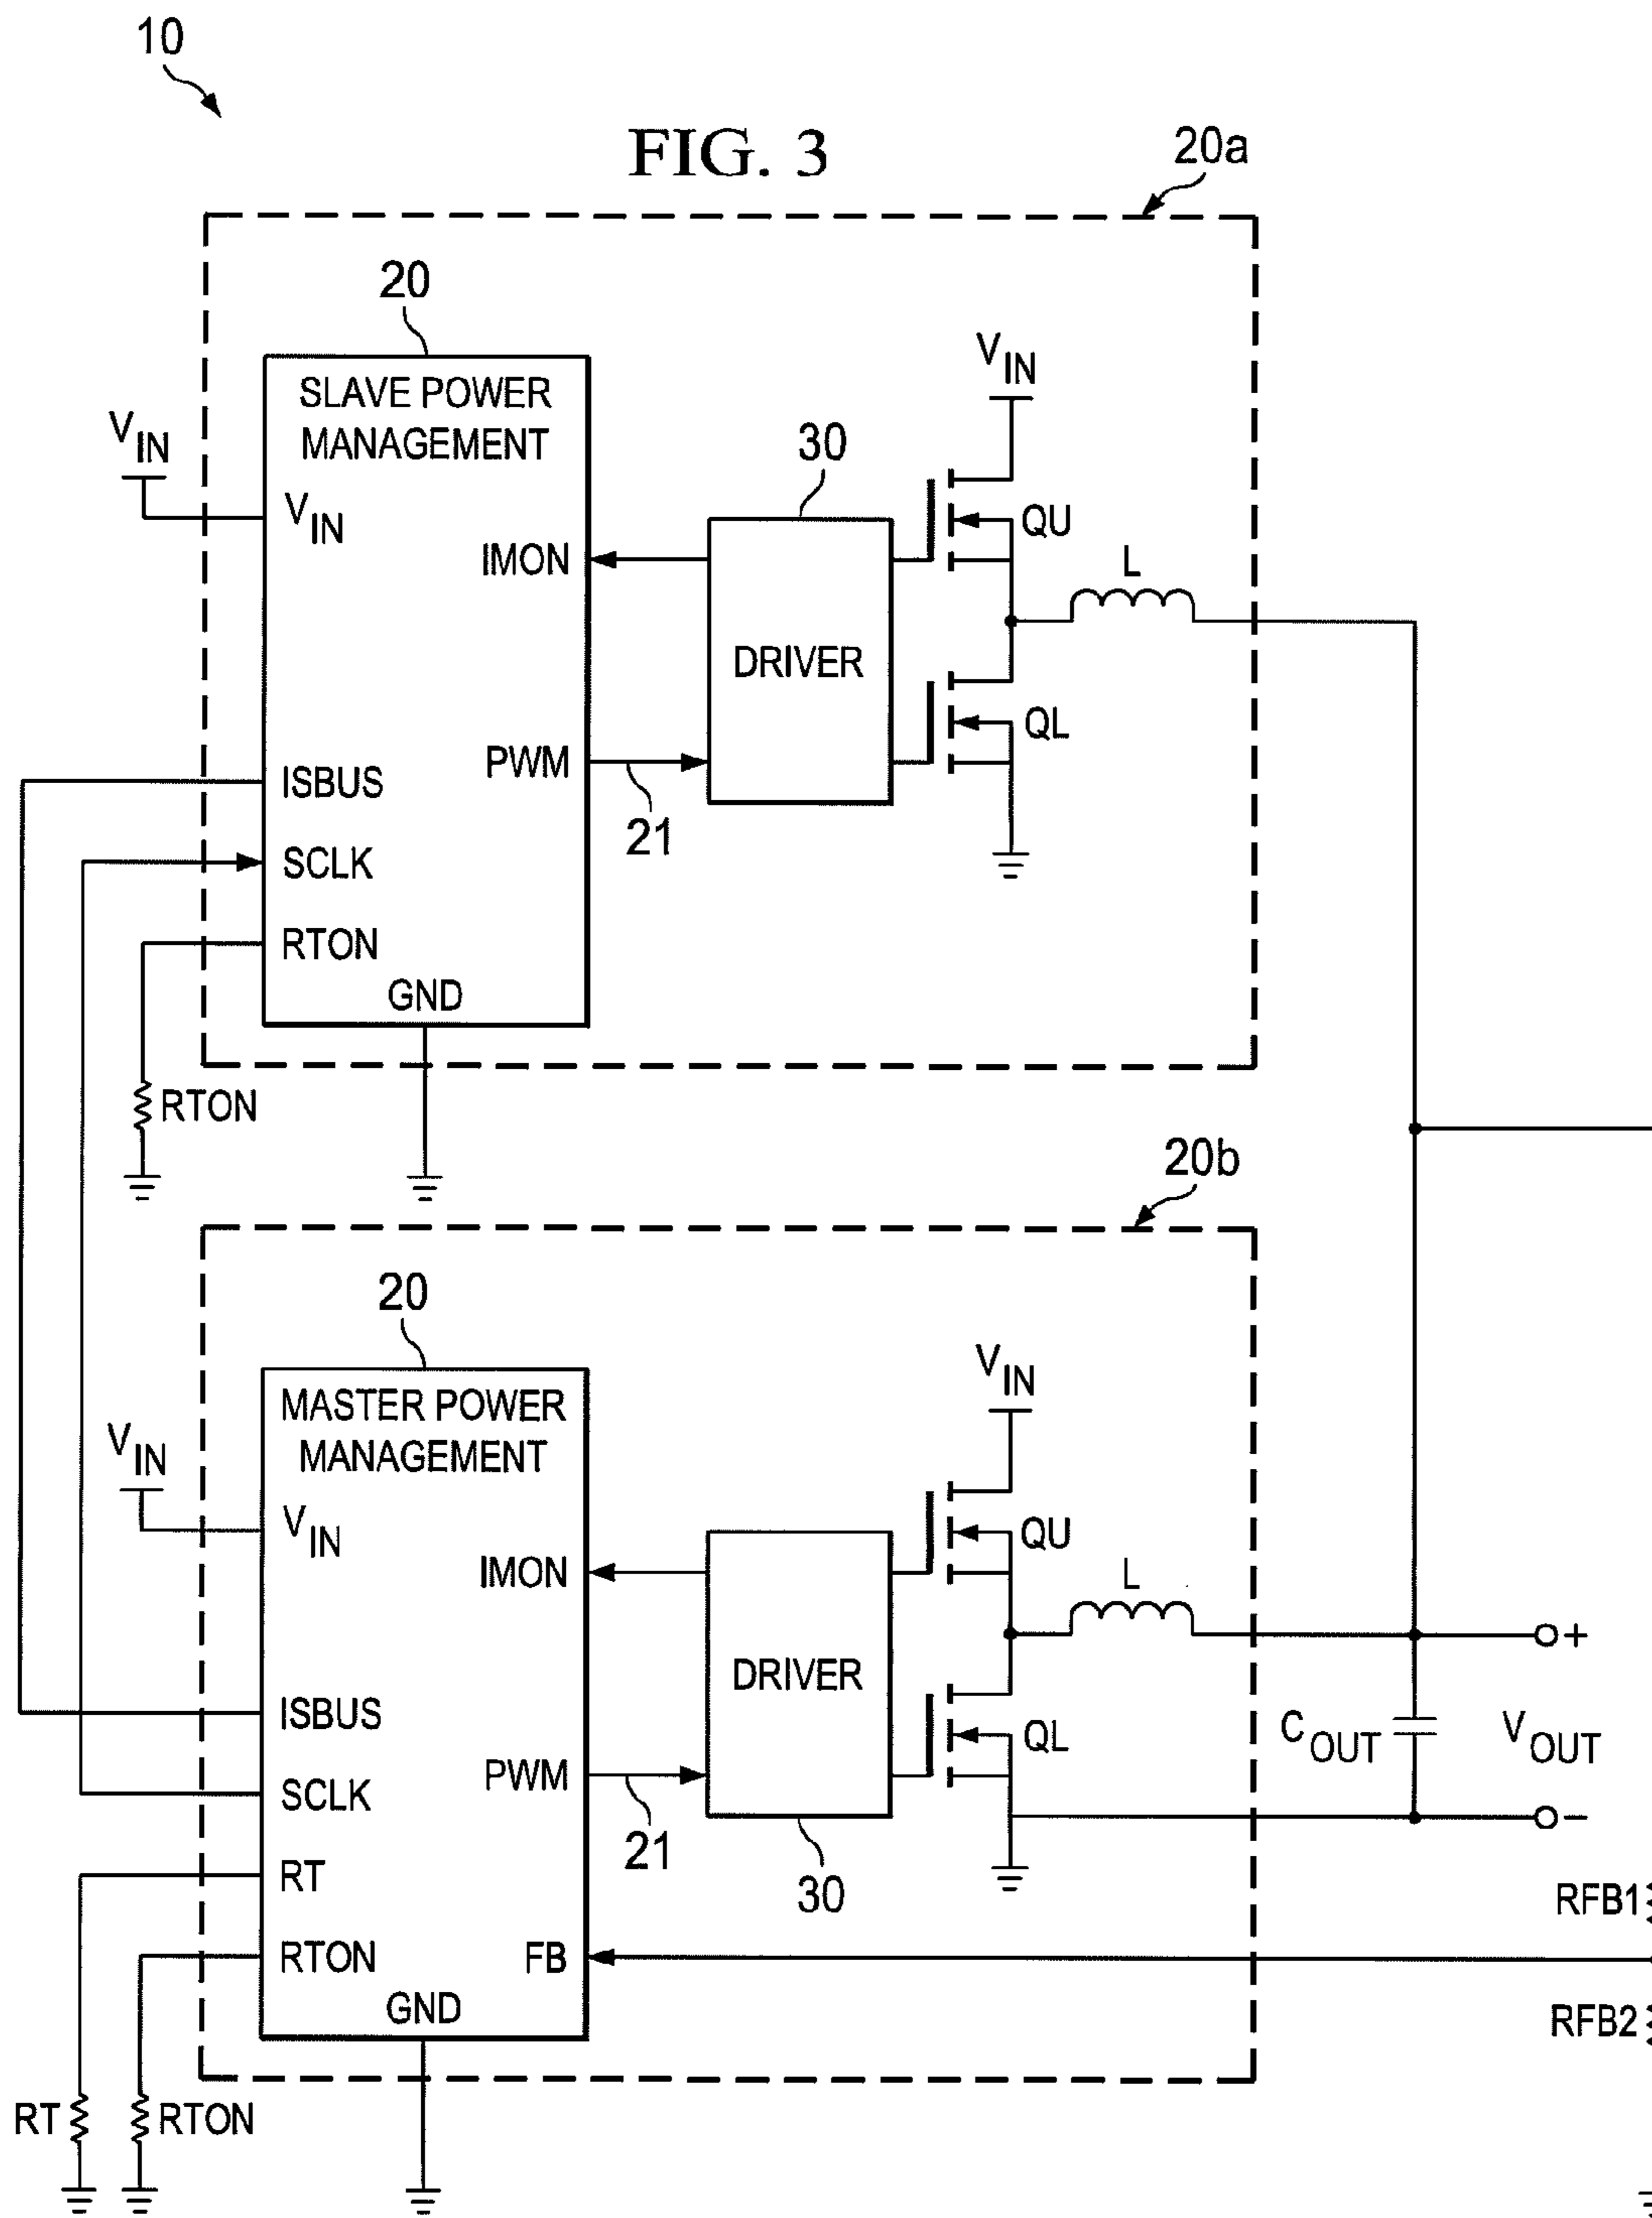 10
FIG. 3
20a
20
SLAVE POWER
MANAGEMENT
VIN
VIN
VIN
30
IMON
QU
L
DRIVER
QL
PWM
21
ISBUS
SCLK
RTON
GND
RTON
20b
20
MASTER POWER
MANAGEMENT
VIN
VIN
VIN
IMON
QU
L
DRIVER
+
ISBUS
QL
COUT
VOUT
PWM
SCLK
21
–
30
RT
RFB1
RTON
FB
GND
RFB2
RT
RTON